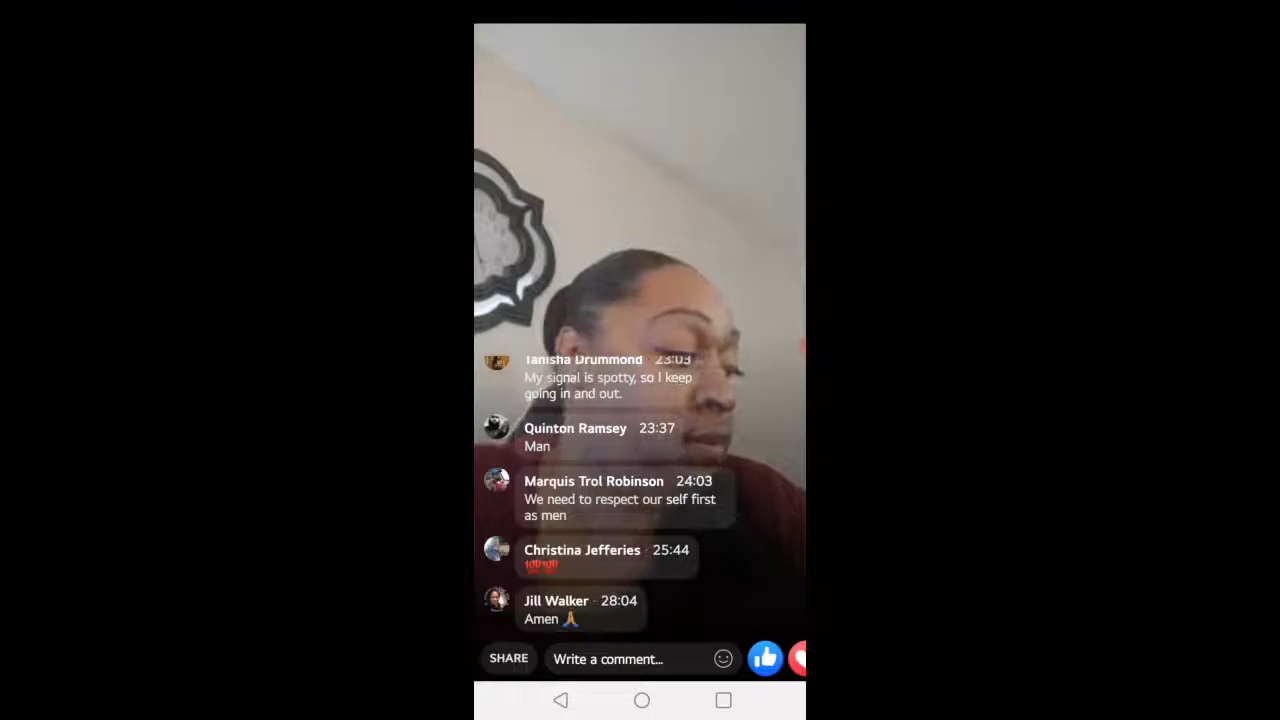 Tanisha Drummond · 23:03
My signal is spotty, so I keep
going in and out.
Quinton Ramsey · 23:37
Man
Marquis Trol Robinson · 24:03
We need to respect our self first
as men
Christina Jefferies · 25:44
💯💯
Jill Walker · 28:04
Amen 🙏
SHARE
Write a comment...